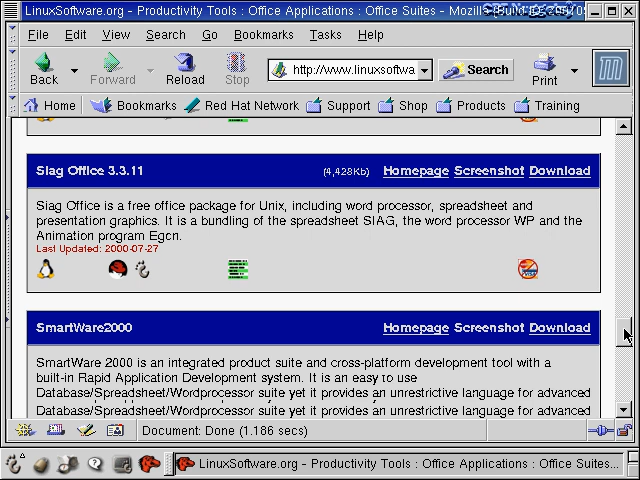 LinuxSoftware.org - Productivity Tools : Office Applications : Office Suites - Mozilla
File Edit View Search Go Bookmarks Tasks Help
Back Forward Reload Stop http://www.linuxsoftwa Search Print
Home Bookmarks Red Hat Network Support Shop Products Training
Siag Office 3.3.11 (4,428Kb) Homepage Screenshot Download
Siag Office is a free office package for Unix, including word processor, spreadsheet and
presentation graphics. It is a bundling of the spreadsheet SIAG, the word processor WP and the
Animation program Egcn.
Last Updated: 2000-07-27
SmartWare2000 Homepage Screenshot Download
SmartWare 2000 is an integrated product suite and cross-platform development tool with a
built-in Rapid Application Development system. It is an easy to use
Database/Spreadsheet/Wordprocessor suite yet it provides an unrestrictive language for advanced
Database/Spreadsheet/Wordprocessor suite yet it provides an unrestrictive language for advanced
Document: Done (1.186 secs)
LinuxSoftware.org - Productivity Tools : Office Applications : Office Suites...